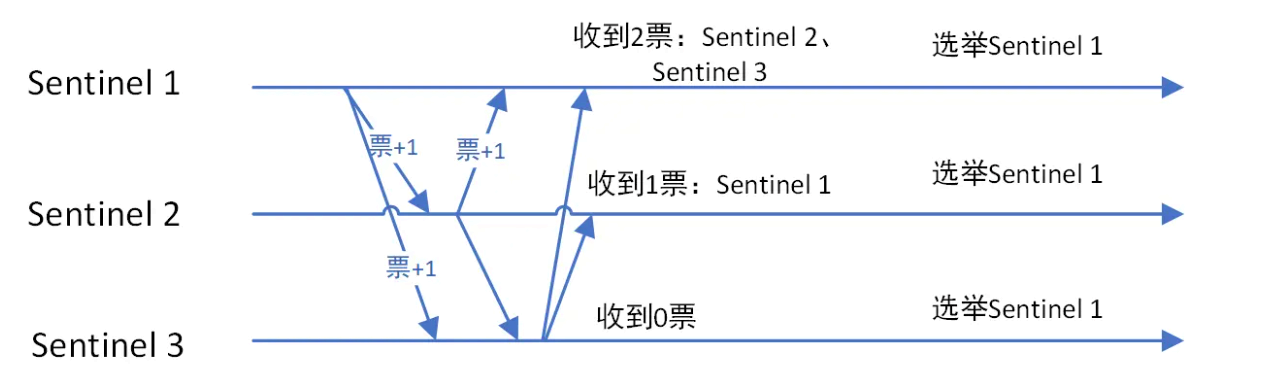 收到2票：Sentinel 2、
Sentinel 3
选举Sentinel 1
Sentinel 1
票+1
票+1
收到1票：Sentinel 1
选举Sentinel 1
Sentinel 2
票+1
收到0票
选举Sentinel 1
Sentinel 3